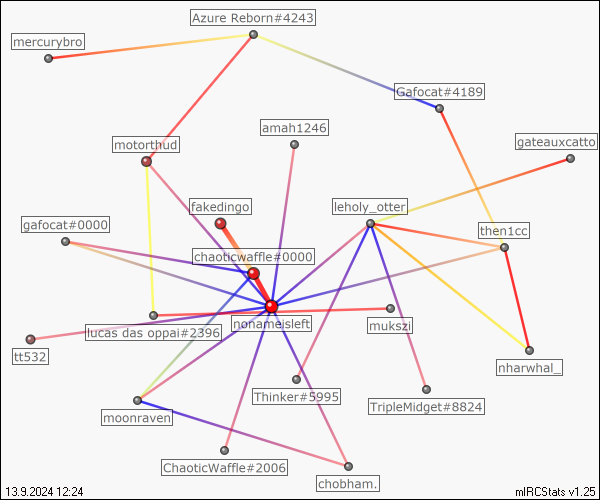 Azure Reborn#4243
mercurybro
Gafocat#4189
amah1246
gateauxcatto
motorthud
fakedingo
leholy_otter
gafocat#0000
then1cc
chaoticwaffle#0000
nonameisleft
mukszi
lucas das oppai#2396
tt532
nharwhal_
Thinker#5995
TripleMidget#8824
moonraven
ChaoticWaffle#2006
chobham.
13.9.2024 12:24
mIRCStats v1.25